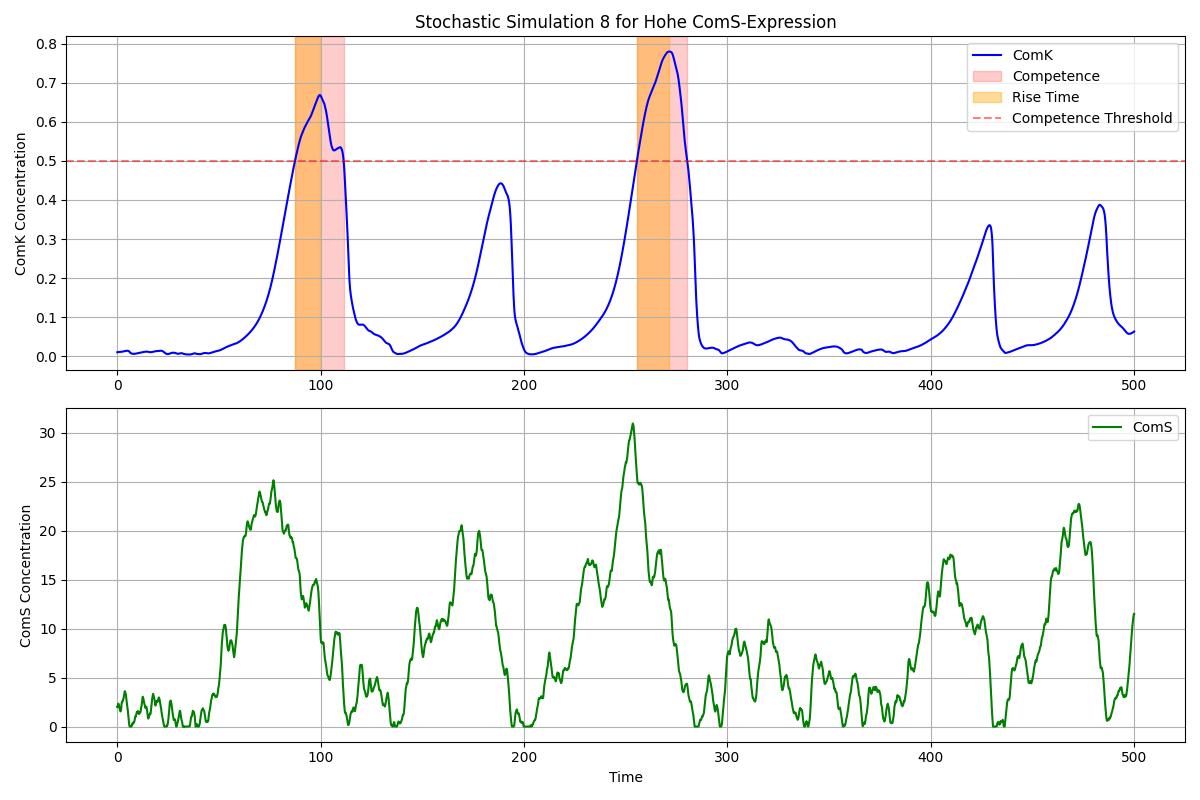 Stochastic Simulation 8 for Hohe ComS-Expression
ComK Concentration
0.8
0.7
0.6
0.5
0.4
0.3
0.2
0.1
0.0
ComK
Competence
Rise Time
Competence Threshold
0 100 200 300 400 500
ComS Concentration
30
25
20
15
10
5
0
ComS
0 100 200 300 400 500
Time